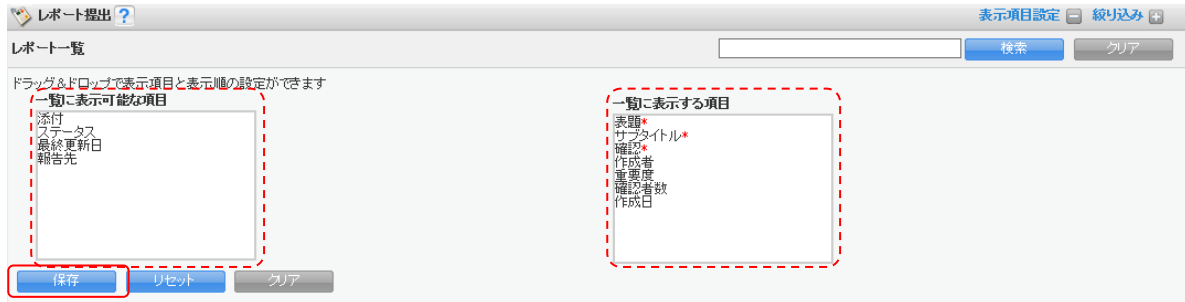 レポート提出 ? 表示項目設定 絞り込み
レポート一覧 検索 クリア
ドラッグ&ドロップで表示項目と表示順の設定ができます
一覧に表示可能な項目
添付
ステータス
最終更新日
報告先
一覧に表示する項目
表題*
サブタイトル*
確認*
作成者
重要度
確認者数
作成日
保存 リセット クリア